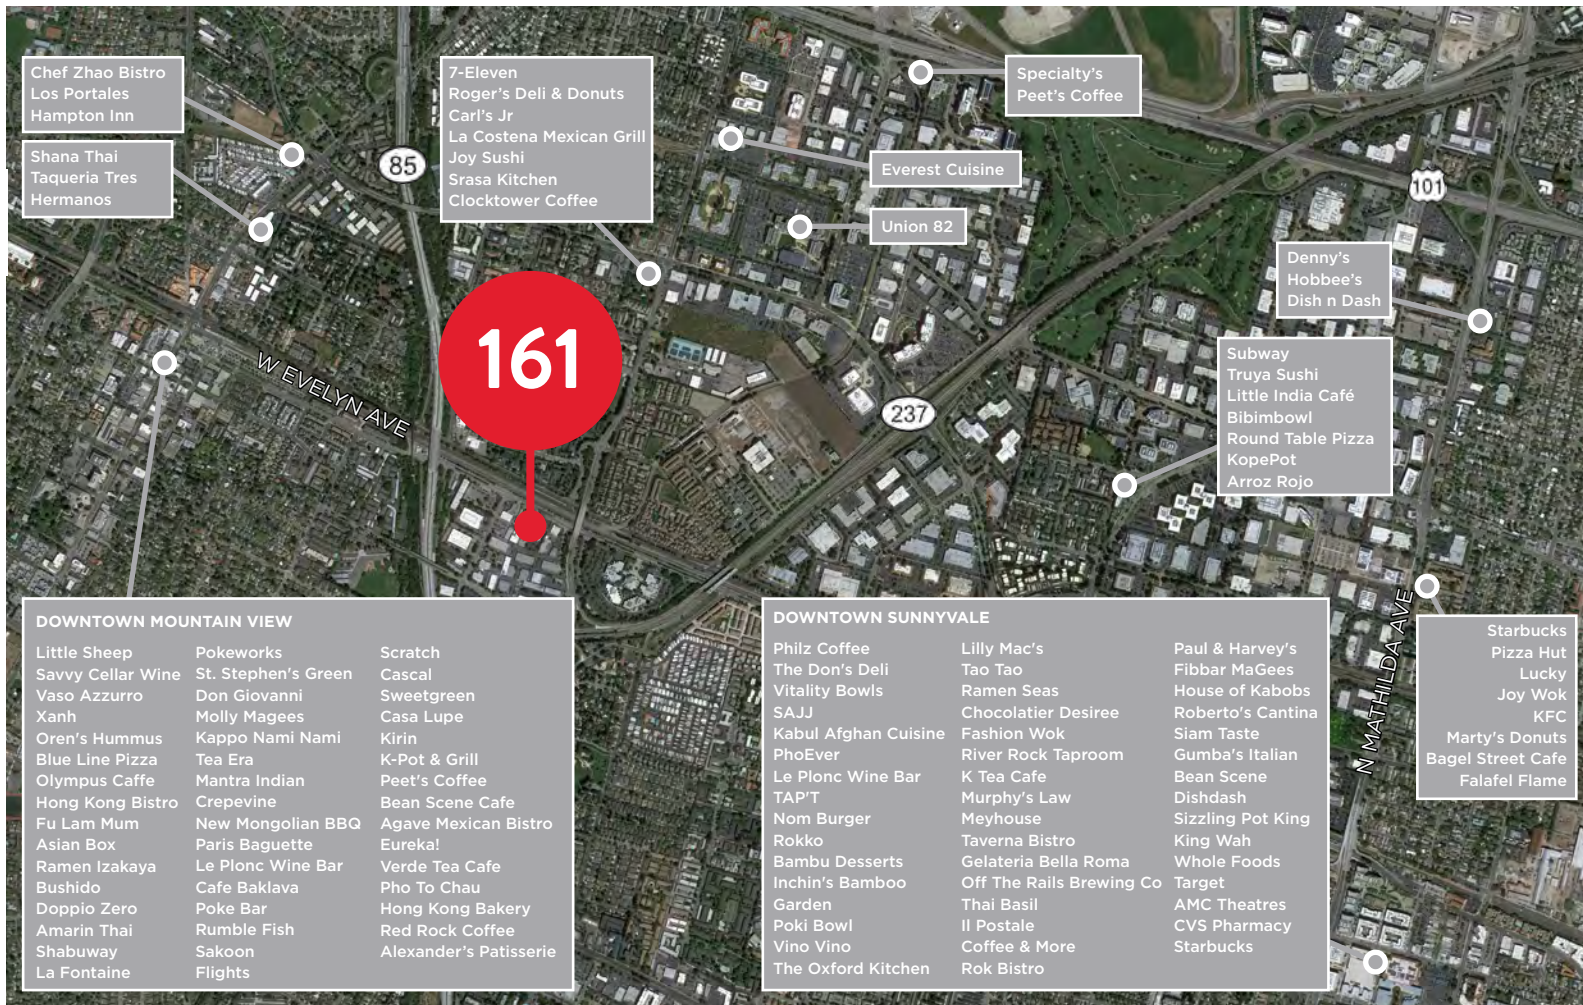 Chef Zhao Bistro
Los Portales
Hampton Inn
Shana Thai
Taqueria Tres
Hermanos
85
7-Eleven
Roger's Deli & Donuts
Carl's Jr
La Costena Mexican Grill
Joy Sushi
Srasa Kitchen
Clocktower Coffee
Specialty's
Peet's Coffee
Everest Cuisine
Union 82
101
Denny's
Hobbee's
Dish n Dash
161
W EVELYN AVE
237
Subway
Truya Sushi
Little India Café
Bibimbowl
Round Table Pizza
KopePot
Arroz Rojo
N MATHILDA AVE
Starbucks
Pizza Hut
Lucky
Joy Wok
KFC
Marty's Donuts
Bagel Street Cafe
Falafel Flame
DOWNTOWN MOUNTAIN VIEW
Little Sheep
Savvy Cellar Wine
Vaso Azzurro
Xanh
Oren's Hummus
Blue Line Pizza
Olympus Caffe
Hong Kong Bistro
Fu Lam Mum
Asian Box
Ramen Izakaya
Bushido
Doppio Zero
Amarin Thai
Shabuway
La Fontaine
Pokeworks
St. Stephen's Green
Don Giovanni
Molly Magees
Kappo Nami Nami
Tea Era
Mantra Indian
Crepevine
New Mongolian BBQ
Paris Baguette
Le Plonc Wine Bar
Cafe Baklava
Poke Bar
Rumble Fish
Sakoon
Flights
Scratch
Cascal
Sweetgreen
Casa Lupe
Kirin
K-Pot & Grill
Peet's Coffee
Bean Scene Cafe
Agave Mexican Bistro
Eureka!
Verde Tea Cafe
Pho To Chau
Hong Kong Bakery
Red Rock Coffee
Alexander's Patisserie
DOWNTOWN SUNNYVALE
Philz Coffee
The Don's Deli
Vitality Bowls
SAJJ
Kabul Afghan Cuisine
PhoEver
Le Plonc Wine Bar
TAP'T
Nom Burger
Rokko
Bambu Desserts
Inchin's Bamboo
Garden
Poki Bowl
Vino Vino
The Oxford Kitchen
Lilly Mac's
Tao Tao
Ramen Seas
Chocolatier Desiree
Fashion Wok
River Rock Taproom
K Tea Cafe
Murphy's Law
Meyhouse
Taverna Bistro
Gelateria Bella Roma
Off The Rails Brewing Co
Thai Basil
Il Postale
Coffee & More
Rok Bistro
Paul & Harvey's
Fibbar MaGees
House of Kabobs
Roberto's Cantina
Siam Taste
Gumba's Italian
Bean Scene
Dishdash
Sizzling Pot King
King Wah
Whole Foods
Target
AMC Theatres
CVS Pharmacy
Starbucks